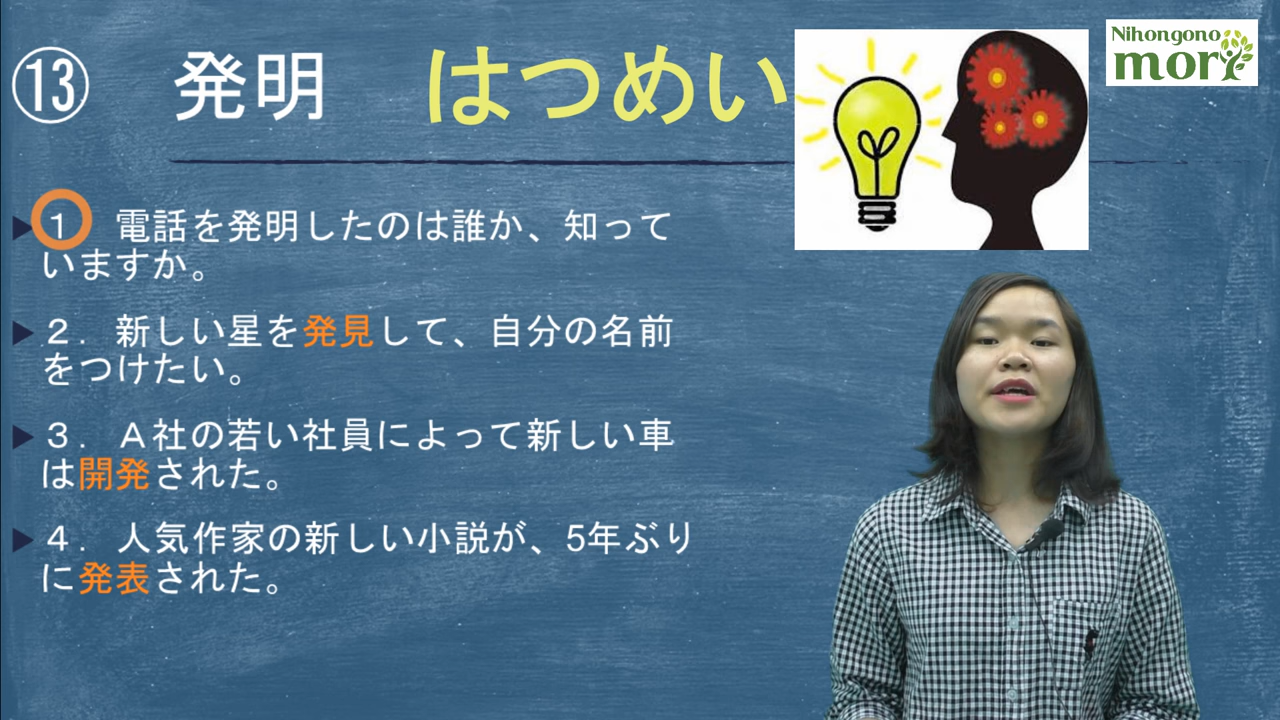 ⑬ 発明 はつめい
Nihongono
mori
1 電話を発明したのは誰か、知って
いますか。
２．新しい星を発見して、自分の名前
をつけたい。
３．Ａ社の若い社員によって新しい車
は開発された。
４．人気作家の新しい小説が、5年ぶり
に発表された。